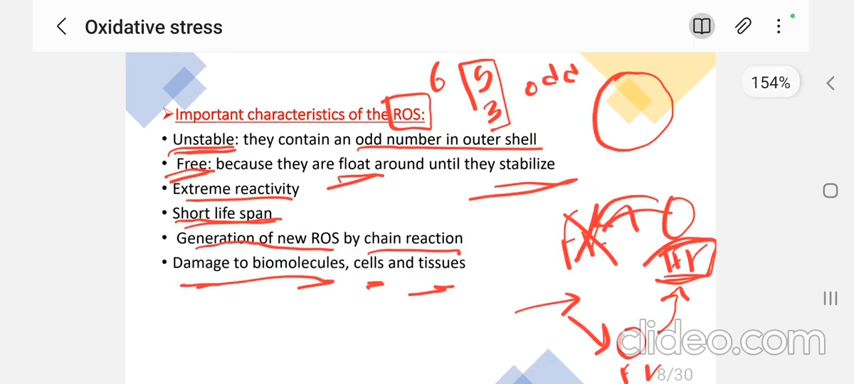 Oxidative stress
154%
6 5 odd
3
➢Important characteristics of the ROS:
• Unstable: they contain an odd number in outer shell
• Free: because they are float around until they stabilize
• Extreme reactivity
• Short life span
• Generation of new ROS by chain reaction
• Damage to biomolecules, cells and tissues
clideo.com
8/30